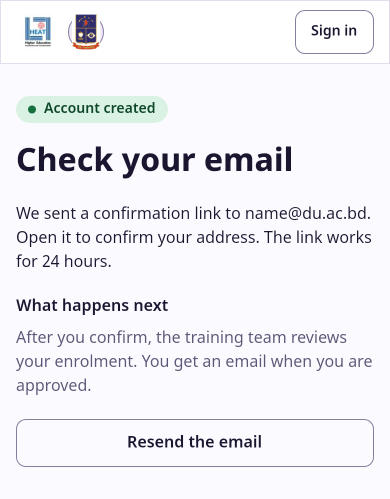 HEAT
Sign in
Account created
Check your email
We sent a confirmation link to name@du.ac.bd.
Open it to confirm your address. The link works
for 24 hours.
What happens next
After you confirm, the training team reviews
your enrolment. You get an email when you are
approved.
Resend the email